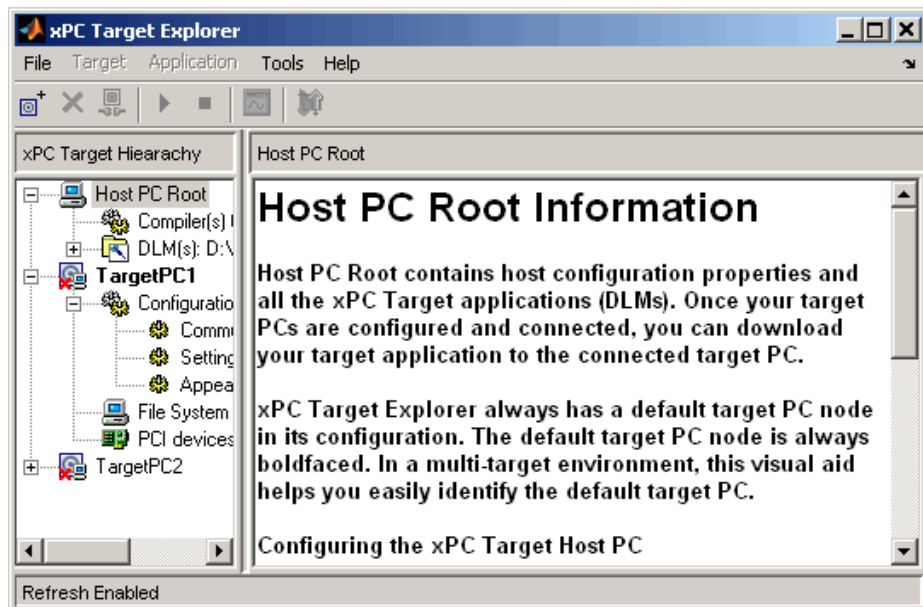 xPC Target Explorer
File Target Application Tools Help
xPC Target Hiearachy
Host PC Root
Host PC Root
Compiler(s)
DLM(s): D:\
TargetPC1
Configuratio
Commu
Setting
Appea
File System
PCI devices
TargetPC2
Host PC Root Information
Host PC Root contains host configuration properties and
all the xPC Target applications (DLMs). Once your target
PCs are configured and connected, you can download
your target application to the connected target PC.
xPC Target Explorer always has a default target PC node
in its configuration. The default target PC node is always
boldfaced. In a multi-target environment, this visual aid
helps you easily identify the default target PC.
Configuring the xPC Target Host PC
Refresh Enabled